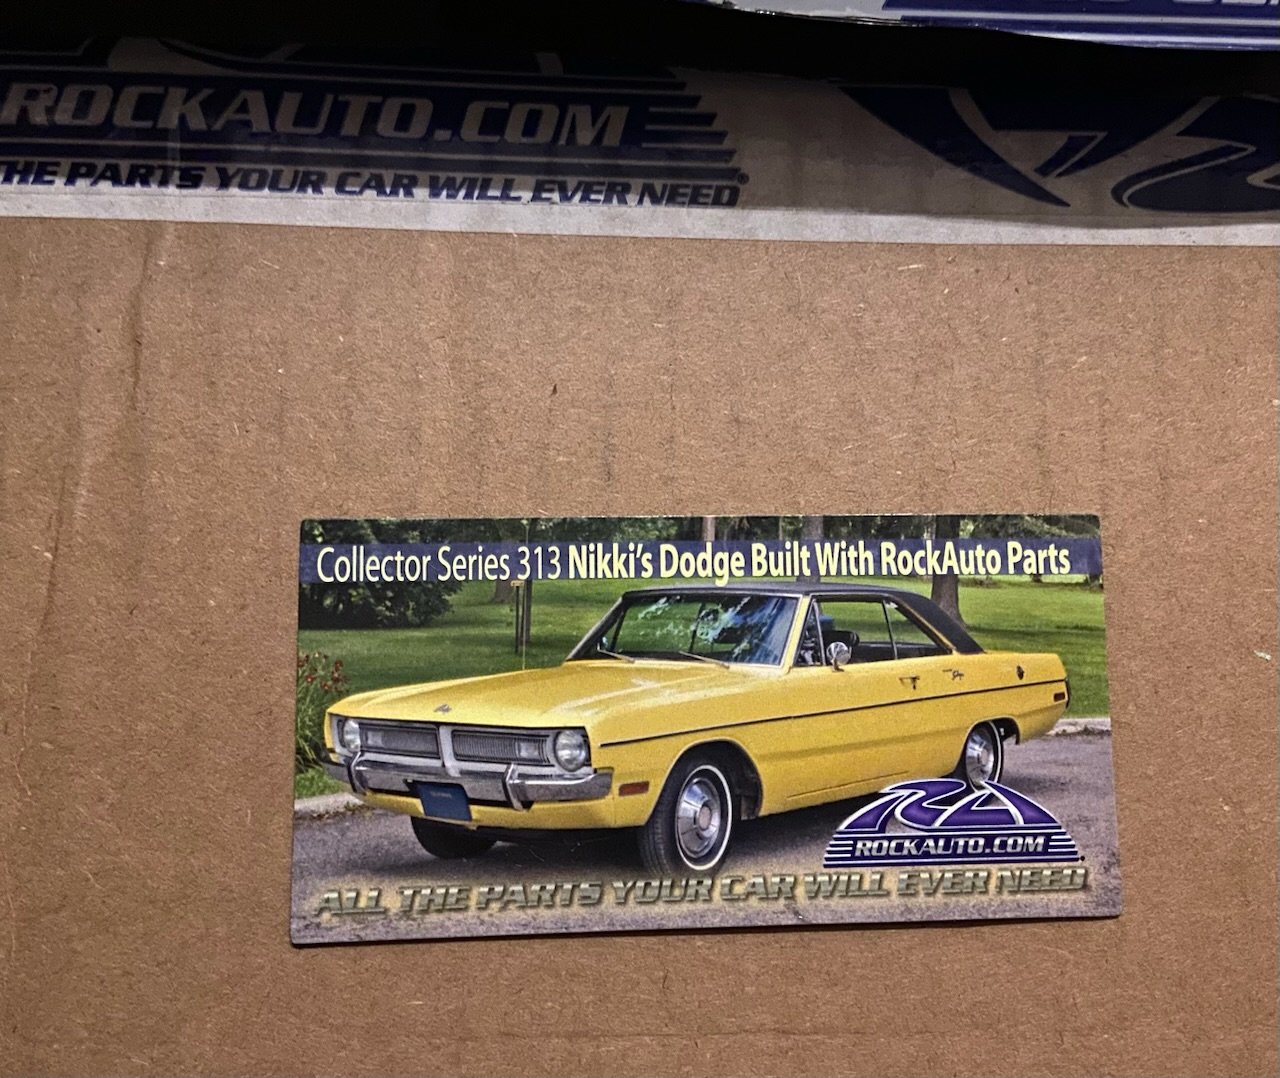 ROCKAUTO.COM
THE PARTS YOUR CAR WILL EVER NEED®
Collector Series 313 Nikki's Dodge Built With RockAuto Parts
RA
ROCKAUTO.COM
ALL THE PARTS YOUR CAR WILL EVER NEED